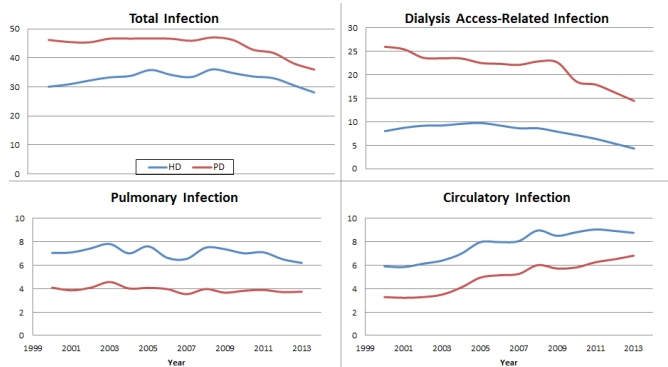 Total Infection
60
50
40
30
20
10
0
HD PD
Dialysis Access-Related Infection
30
25
20
15
10
5
0
Pulmonary Infection
10
8
6
4
2
0
1999 2001 2003 2005 2007 2009 2011 2013
Year
Circulatory Infection
10
8
6
4
2
0
1999 2001 2003 2005 2007 2009 2011 2013
Year